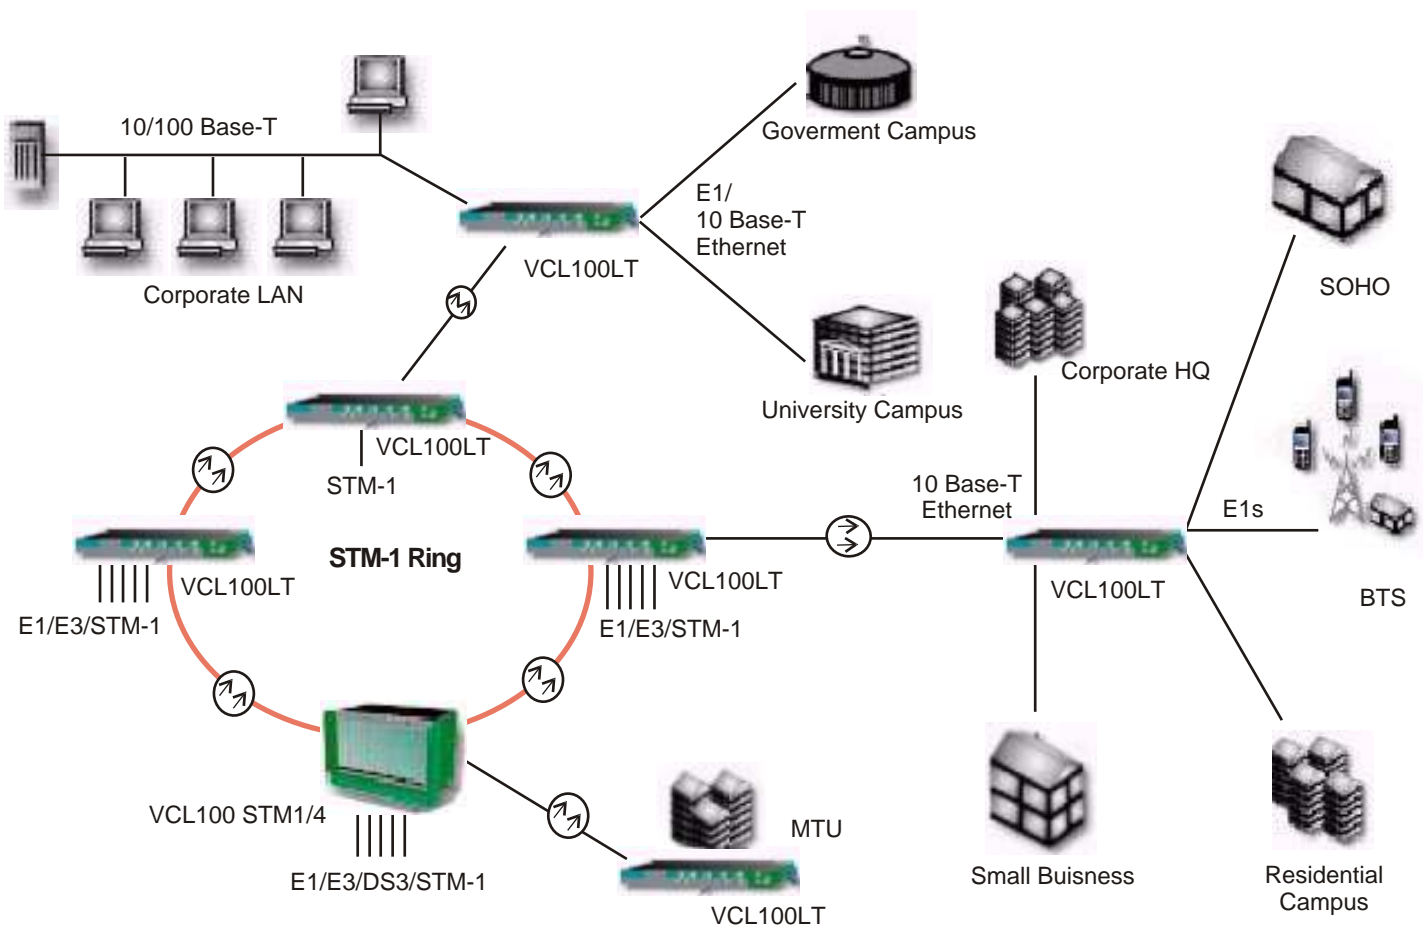 10/100 Base-T
Goverment Campus
E1/
10 Base-T
Ethernet
VCL100LT
Corporate LAN
SOHO
Corporate HQ
University Campus
VCL100LT
STM-1
10 Base-T
Ethernet
E1s
STM-1 Ring
VCL100LT
E1/E3/STM-1
VCL100LT
E1/E3/STM-1
VCL100LT
BTS
VCL100 STM1/4
MTU
E1/E3/DS3/STM-1
VCL100LT
Small Buisness
Residential
Campus